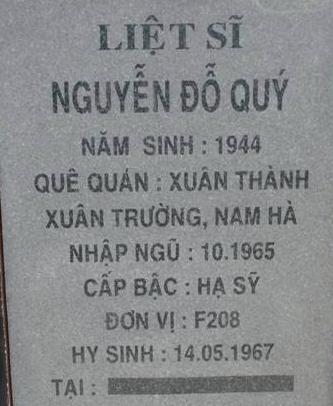 LIỆT SĨ
NGUYỄN ĐỖ QUÝ
NĂM SINH : 1944
QUÊ QUÁN : XUÂN THÀNH
XUÂN TRƯỜNG, NAM HÀ
NHẬP NGŨ : 10.1965
CẤP BẬC : HẠ SỸ
ĐƠN VỊ : F208
HY SINH : 14.05.1967
TẠI :